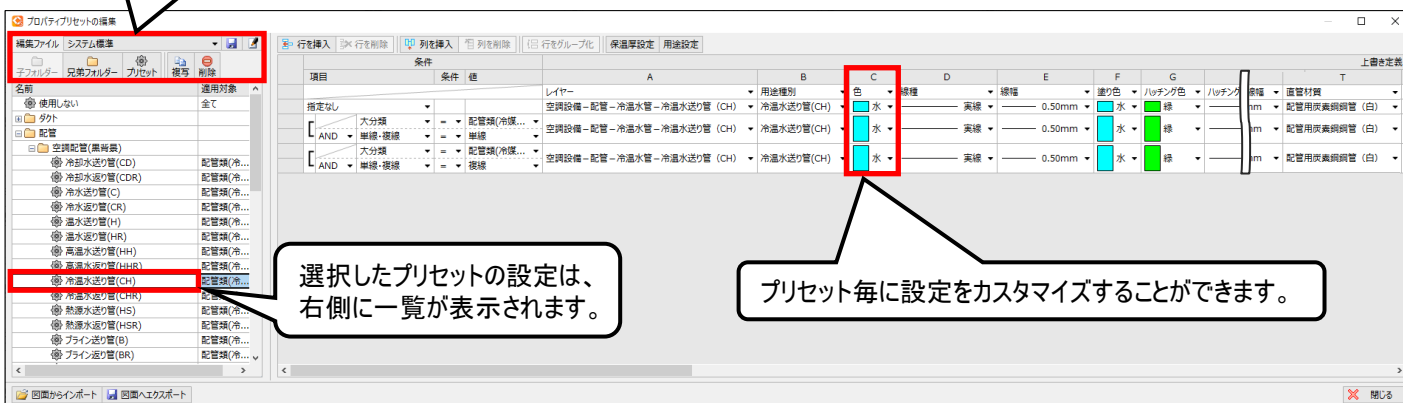 プロパティプリセットの編集
編集ファイル システム標準
子フォルダー 兄弟フォルダー プリセット 複写 削除
行を挿入 行を削除 列を挿入 列を削除 行をグループ化 保温厚設定 用途設定
名前 適用対象
使用しない 全て
ダクト
配管
空調配管(黒背景)
冷却水送り管(CD) 配管類(冷...
冷却水返り管(CDR) 配管類(冷...
冷水送り管(C) 配管類(冷...
冷水返り管(CR) 配管類(冷...
温水送り管(H) 配管類(冷...
温水返り管(HR) 配管類(冷...
高温水送り管(HH) 配管類(冷...
高温水返り管(HHR) 配管類(冷...
冷温水送り管(CH) 配管類(冷...
冷温水返り管(CHR) 配管類(冷...
熱源水送り管(HS) 配管類(冷...
熱源水返り管(HSR) 配管類(冷...
ブライン送り管(B) 配管類(冷...
ブライン返り管(BR) 配管類(冷...
条件 上書き定義
項目 条件 値 A B C D E F G T
レイヤー 用途種別 色 線種 線幅 塗り色 ハッチング色 ハッチング 線幅 直管材質
指定なし 空調設備-配管-冷温水管-冷温水送り管(CH) 冷温水送り管(CH) 水 実線 0.50mm 水 緑 mm 配管用炭素鋼鋼管(白)
大分類 = 配管類(冷媒...
AND 単線・複線 = 単線
空調設備-配管-冷温水管-冷温水送り管(CH) 冷温水送り管(CH) 水 実線 0.50mm 水 緑 mm 配管用炭素鋼鋼管(白)
大分類 = 配管類(冷媒...
AND 単線・複線 = 複線
空調設備-配管-冷温水管-冷温水送り管(CH) 冷温水送り管(CH) 水 実線 0.50mm 水 緑 mm 配管用炭素鋼鋼管(白)
選択したプリセットの設定は、
右側に一覧が表示されます。
プリセット毎に設定をカスタマイズすることができます。
図面からインポート 図面へエクスポート 閉じる